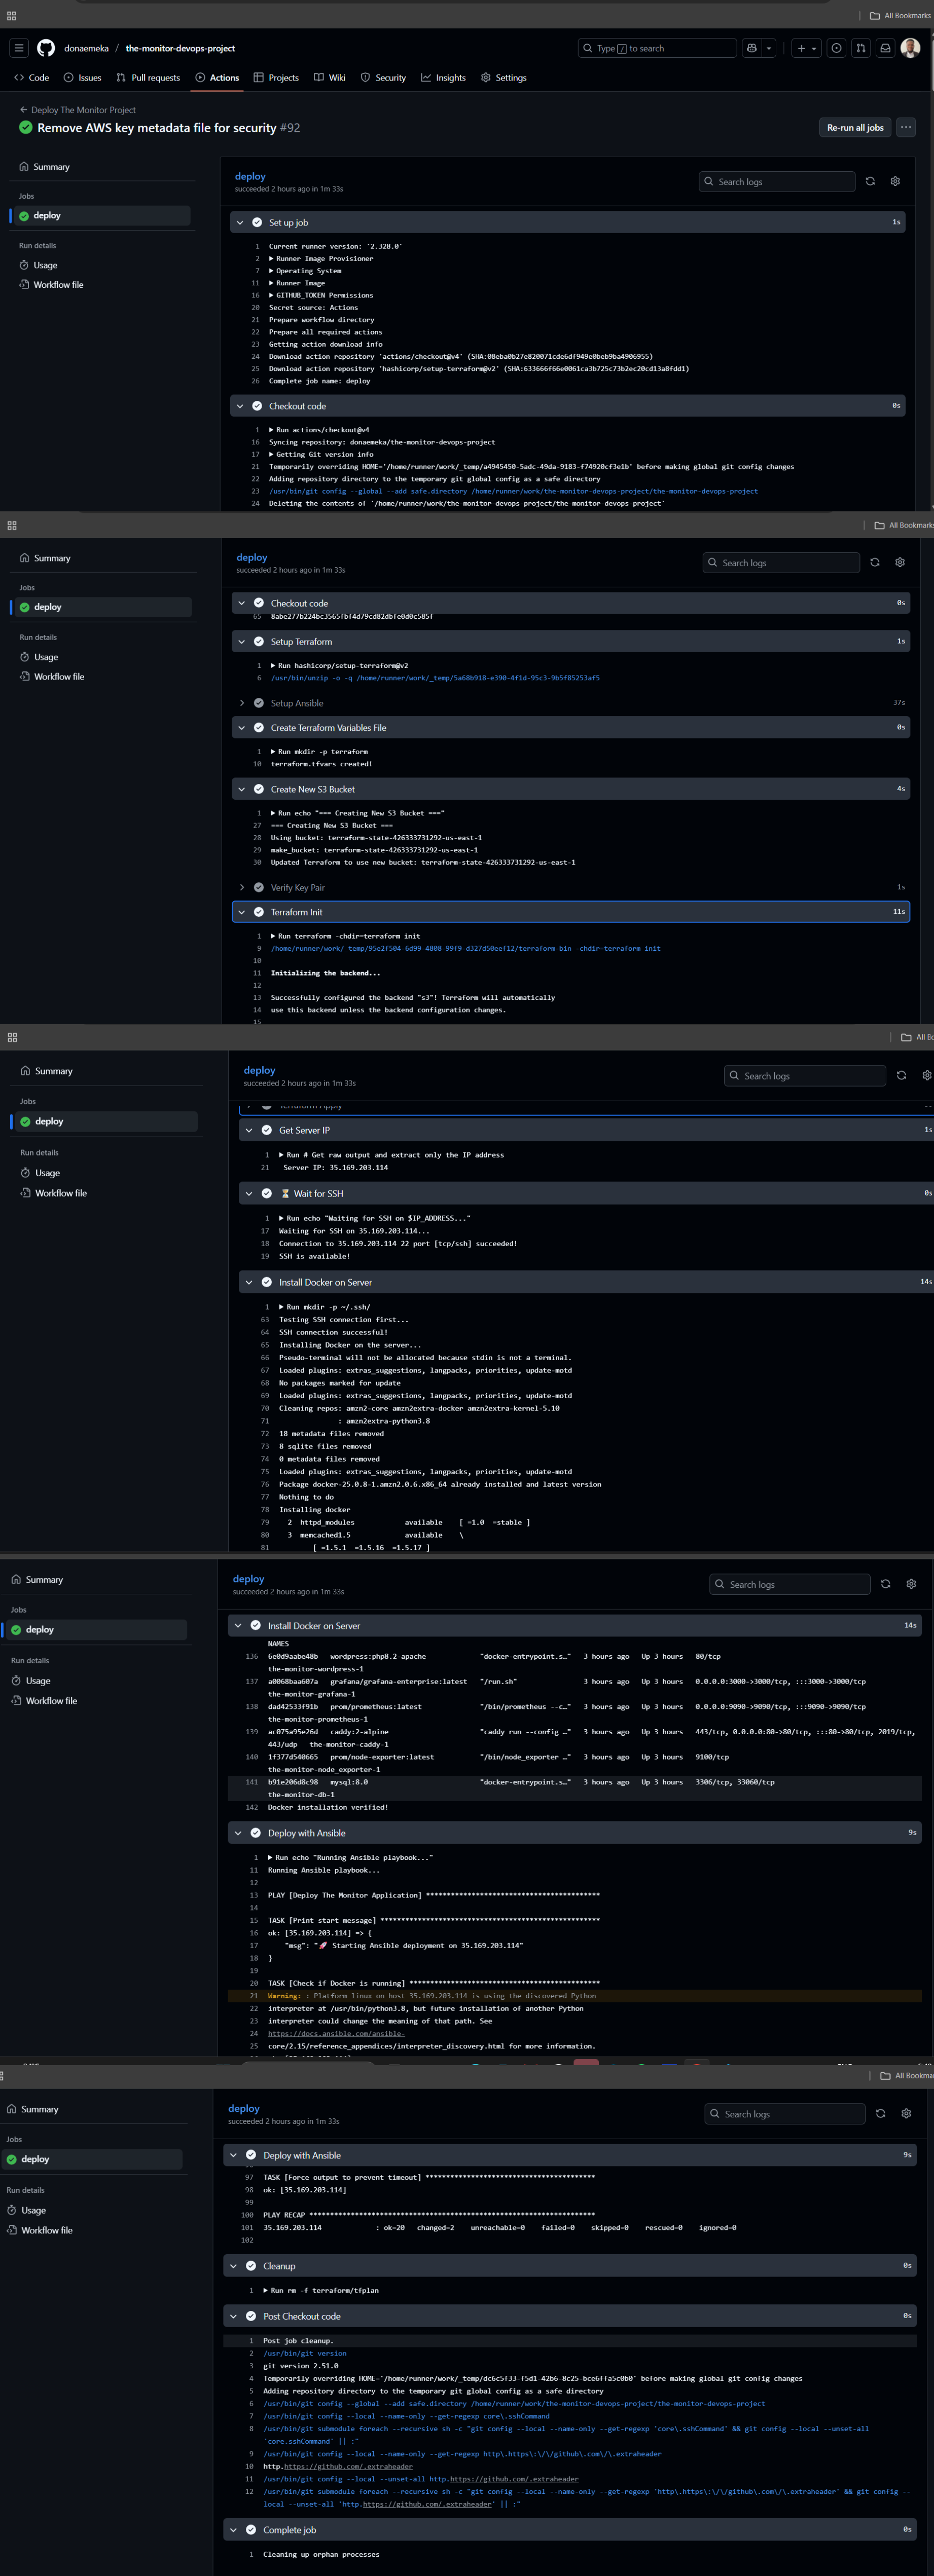 All Bookmarks
donaemeka / the-monitor-devops-project
Type / to search
Code Issues Pull requests Actions Projects Wiki Security Insights Settings
← Deploy The Monitor Project
Remove AWS key metadata file for security #92
Re-run all jobs
Summary
Jobs
deploy
Run details
Usage
Workflow file
deploy
succeeded 2 hours ago in 1m 33s
Search logs
Set up job 1s
1 Current runner version: '2.328.0'
2 ▶ Runner Image Provisioner
7 ▶ Operating System
11 ▶ Runner Image
16 ▶ GITHUB_TOKEN Permissions
20 Secret source: Actions
21 Prepare workflow directory
22 Prepare all required actions
23 Getting action download info
24 Download action repository 'actions/checkout@v4' (SHA:08eba0b27e820071cde6df949e0beb9ba4906955)
25 Download action repository 'hashicorp/setup-terraform@v2' (SHA:633666f66e0061ca3b725c73b2ec20cd13a8fdd1)
26 Complete job name: deploy
Checkout code 0s
1 ▶ Run actions/checkout@v4
16 Syncing repository: donaemeka/the-monitor-devops-project
17 ▶ Getting Git version info
21 Temporarily overriding HOME='/home/runner/work/_temp/a4945450-5adc-49da-9183-f74920cf3e1b' before making global git config changes
22 Adding repository directory to the temporary git global config as a safe directory
23 /usr/bin/git config --global --add safe.directory /home/runner/work/the-monitor-devops-project/the-monitor-devops-project
24 Deleting the contents of '/home/runner/work/the-monitor-devops-project/the-monitor-devops-project'
All Bookmarks
Summary
Jobs
deploy
Run details
Usage
Workflow file
deploy
succeeded 2 hours ago in 1m 33s
Search logs
Checkout code 0s
65 8abe277b224bc3565fbf4d79cd82dbfe0d0c585f
Setup Terraform 1s
1 ▶ Run hashicorp/setup-terraform@v2
6 /usr/bin/unzip -o -q /home/runner/work/_temp/5a68b918-e390-4f1d-95c3-9b5f85253af5
Setup Ansible 37s
Create Terraform Variables File 0s
1 ▶ Run mkdir -p terraform
10 terraform.tfvars created!
Create New S3 Bucket 4s
1 ▶ Run echo "=== Creating New S3 Bucket ==="
27 === Creating New S3 Bucket ===
28 Using bucket: terraform-state-426333731292-us-east-1
29 make_bucket: terraform-state-426333731292-us-east-1
30 Updated Terraform to use new bucket: terraform-state-426333731292-us-east-1
Verify Key Pair 1s
Terraform Init 11s
1 ▶ Run terraform -chdir=terraform init
9 /home/runner/work/_temp/95e2f504-6d99-4808-99f9-d327d50eef12/terraform-bin -chdir=terraform init
10
11 Initializing the backend...
12
13 Successfully configured the backend "s3"! Terraform will automatically
14 use this backend unless the backend configuration changes.
15
Summary
Jobs
deploy
Run details
Usage
Workflow file
deploy
succeeded 2 hours ago in 1m 33s
Search logs
Terraform Apply
Get Server IP 1s
1 ▶ Run # Get raw output and extract only the IP address
21 Server IP: 35.169.203.114
⏳ Wait for SSH 0s
1 ▶ Run echo "Waiting for SSH on $IP_ADDRESS..."
17 Waiting for SSH on 35.169.203.114...
18 Connection to 35.169.203.114 22 port [tcp/ssh] succeeded!
19 SSH is available!
Install Docker on Server 14s
1 ▶ Run mkdir -p ~/.ssh/
63 Testing SSH connection first...
64 SSH connection successful!
65 Installing Docker on the server...
66 Pseudo-terminal will not be allocated because stdin is not a terminal.
67 Loaded plugins: extras_suggestions, langpacks, priorities, update-motd
68 No packages marked for update
69 Loaded plugins: extras_suggestions, langpacks, priorities, update-motd
70 Cleaning repos: amzn2-core amzn2extra-docker amzn2extra-kernel-5.10
71 : amzn2extra-python3.8
72 18 metadata files removed
73 8 sqlite files removed
74 0 metadata files removed
75 Loaded plugins: extras_suggestions, langpacks, priorities, update-motd
76 Package docker-25.0.8-1.amzn2.0.6.x86_64 already installed and latest version
77 Nothing to do
78 Installing docker
79 2 httpd_modules available [ =1.0 =stable ]
80 3 memcached1.5 available \
81 [ =1.5.1 =1.5.16 =1.5.17 ]
Summary
Jobs
deploy
Run details
Usage
Workflow file
deploy
succeeded 2 hours ago in 1m 33s
Search logs
Install Docker on Server 14s
NAMES
136 6e0d9aabe48b wordpress:php8.2-apache "docker-entrypoint.s…" 3 hours ago Up 3 hours 80/tcp
the-monitor-wordpress-1
137 a0068baa607a grafana/grafana-enterprise:latest "/run.sh" 3 hours ago Up 3 hours 0.0.0.0:3000->3000/tcp, :::3000->3000/tcp
the-monitor-grafana-1
138 dad42533f91b prom/prometheus:latest "/bin/prometheus --c…" 3 hours ago Up 3 hours 0.0.0.0:9090->9090/tcp, :::9090->9090/tcp
the-monitor-prometheus-1
139 ac075a95e26d caddy:2-alpine "caddy run --config …" 3 hours ago Up 3 hours 443/tcp, 0.0.0.0:80->80/tcp, :::80->80/tcp, 2019/tcp,
443/udp the-monitor-caddy-1
140 1f377d540665 prom/node-exporter:latest "/bin/node_exporter …" 3 hours ago Up 3 hours 9100/tcp
the-monitor-node_exporter-1
141 b91e206d8c98 mysql:8.0 "docker-entrypoint.s…" 3 hours ago Up 3 hours 3306/tcp, 33060/tcp
the-monitor-db-1
142 Docker installation verified!
Deploy with Ansible 9s
1 ▶ Run echo "Running Ansible playbook..."
11 Running Ansible playbook...
12
13 PLAY [Deploy The Monitor Application] ******************************************
14
15 TASK [Print start message] *****************************************************
16 ok: [35.169.203.114] => {
17 "msg": "🚀 Starting Ansible deployment on 35.169.203.114"
18 }
19
20 TASK [Check if Docker is running] **********************************************
21 Warning: : Platform linux on host 35.169.203.114 is using the discovered Python
22 interpreter at /usr/bin/python3.8, but future installation of another Python
23 interpreter could change the meaning of that path. See
24 https://docs.ansible.com/ansible-
25 core/2.15/reference_appendices/interpreter_discovery.html for more information.
Summary
Jobs
deploy
Run details
Usage
Workflow file
deploy
succeeded 2 hours ago in 1m 33s
Search logs
Deploy with Ansible 9s
97 TASK [Force output to prevent timeout] *****************************************
98 ok: [35.169.203.114]
99
100 PLAY RECAP *********************************************************************
101 35.169.203.114 : ok=20 changed=2 unreachable=0 failed=0 skipped=0 rescued=0 ignored=0
102
Cleanup 0s
1 ▶ Run rm -f terraform/tfplan
Post Checkout code 0s
1 Post job cleanup.
2 /usr/bin/git version
3 git version 2.51.0
4 Temporarily overriding HOME='/home/runner/work/_temp/dc6c5f33-f5d1-42b6-8c25-bce6ffa5c0b0' before making global git config changes
5 Adding repository directory to the temporary git global config as a safe directory
6 /usr/bin/git config --global --add safe.directory /home/runner/work/the-monitor-devops-project/the-monitor-devops-project
7 /usr/bin/git config --local --name-only --get-regexp core\.sshCommand
8 /usr/bin/git submodule foreach --recursive sh -c "git config --local --name-only --get-regexp 'core\.sshCommand' && git config --local --unset-all
'core.sshCommand' || :"
9 /usr/bin/git config --local --name-only --get-regexp http\.https\:\/\/github\.com\/\.extraheader
10 http.https://github.com/.extraheader
11 /usr/bin/git config --local --unset-all http.https://github.com/.extraheader
12 /usr/bin/git submodule foreach --recursive sh -c "git config --local --name-only --get-regexp 'http\.https\:\/\/github\.com\/\.extraheader' && git config --
local --unset-all 'http.https://github.com/.extraheader' || :"
Complete job 0s
1 Cleaning up orphan processes